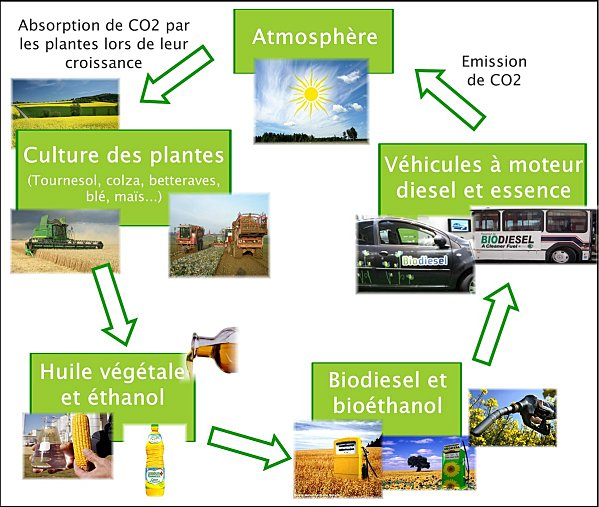 Absorption de CO2 par
les plantes lors de leur
croissance
Atmosphère
Emission
de CO2
Culture des plantes
(Tournesol, colza, betteraves,
blé, maïs...)
Véhicules à moteur
diesel et essence
Biodiesel
BIODIESEL
A Cleaner Fuel
Huile végétale
et éthanol
Biodiesel et
bioéthanol